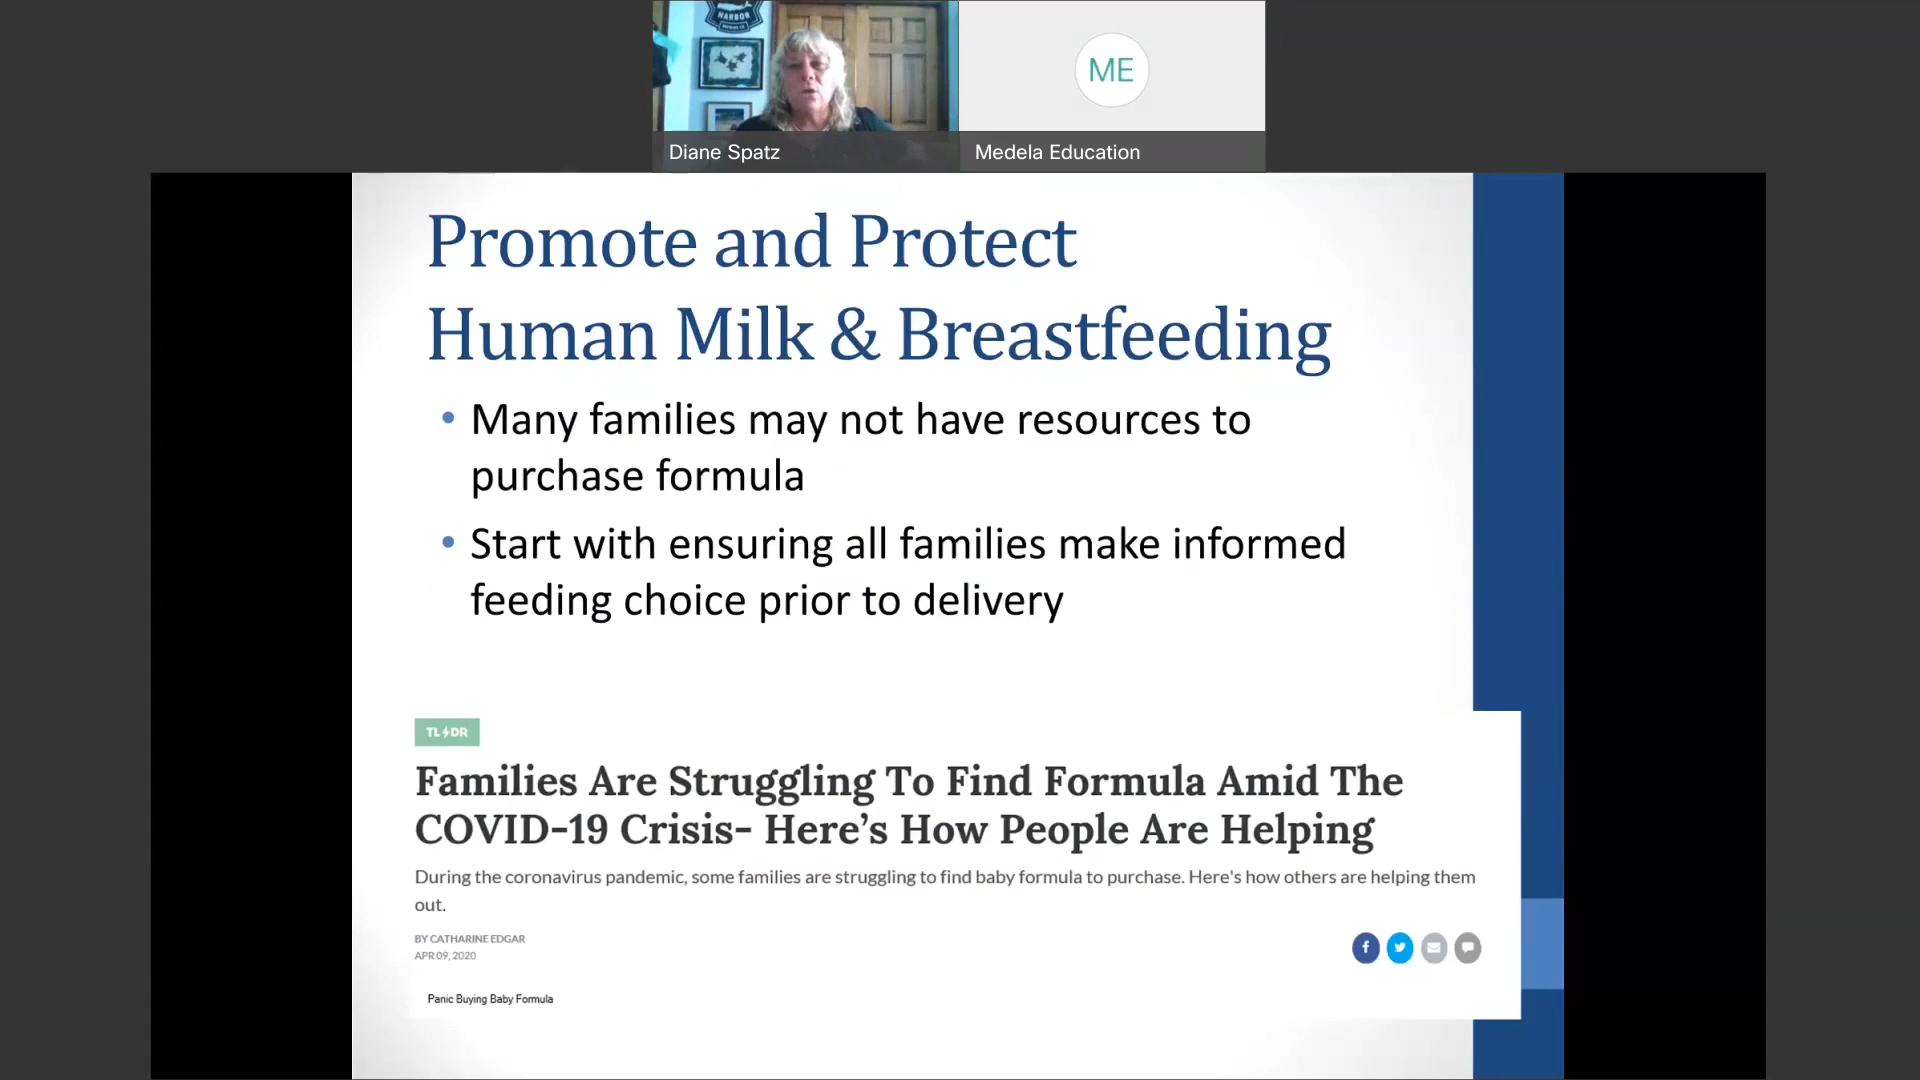 HARBOR
ME
Diane Spatz
Medela Education
Promote and Protect
Human Milk & Breastfeeding
• Many families may not have resources to
purchase formula
• Start with ensuring all families make informed
feeding choice prior to delivery
TL DR
Families Are Struggling To Find Formula Amid The
COVID-19 Crisis- Here’s How People Are Helping
During the coronavirus pandemic, some families are struggling to find baby formula to purchase. Here's how others are helping them
out.
BY CATHARINE EDGAR
APR 09, 2020
Panic Buying Baby Formula